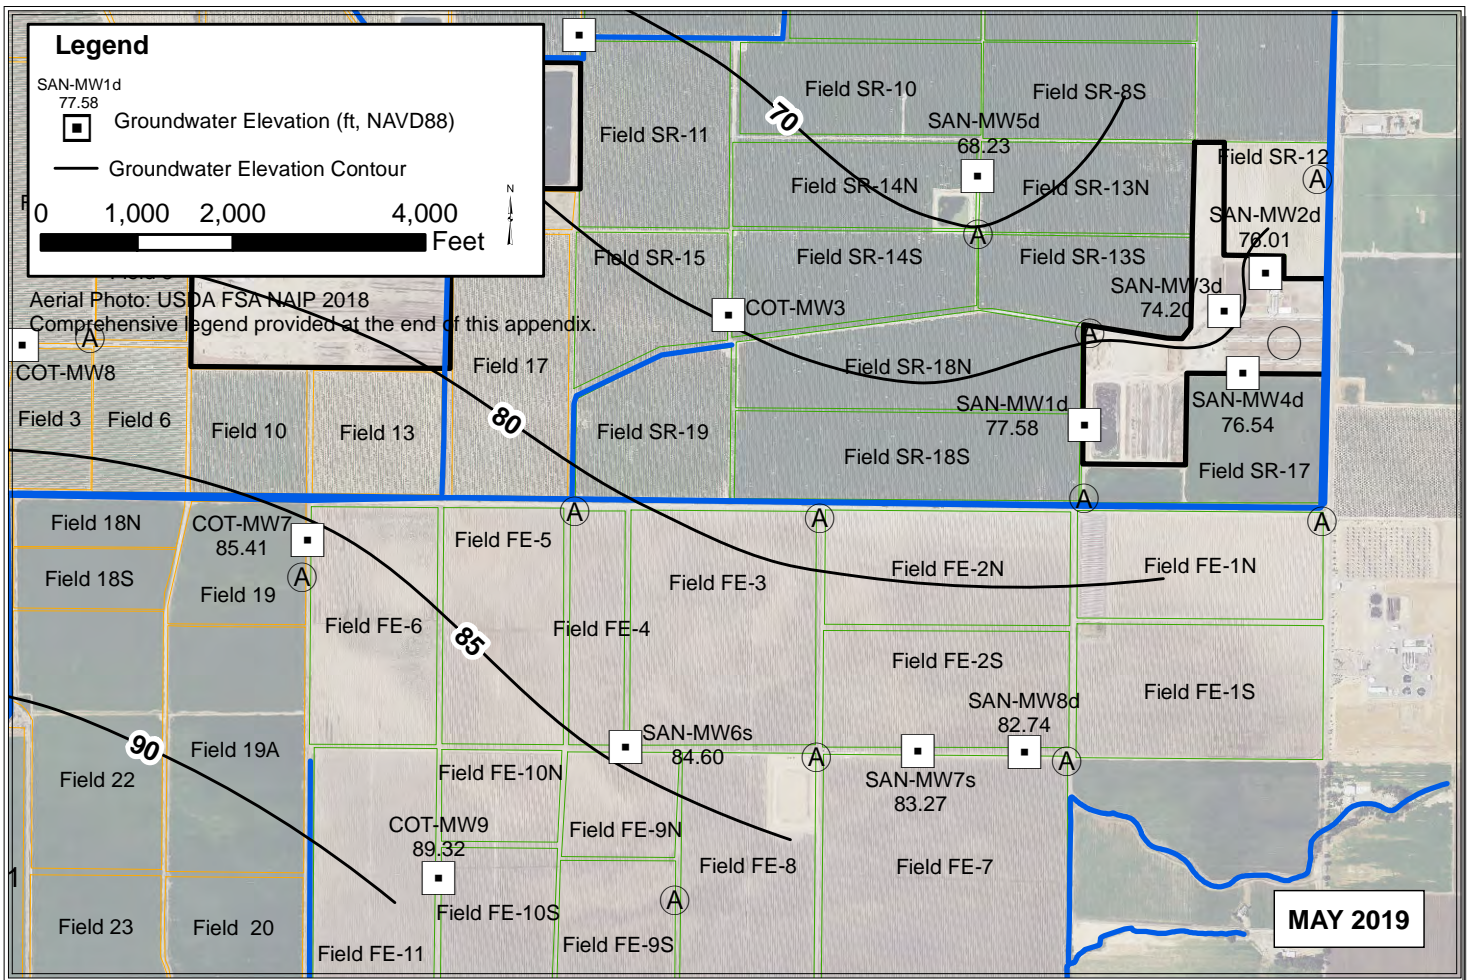 Legend
SAN-MW1d
77.58
Groundwater Elevation (ft, NAVD88)
Groundwater Elevation Contour
N
0 1,000 2,000 4,000
Feet
Aerial Photo: USDA FSA NAIP 2018
Comprehensive legend provided at the end of this appendix.
Field SR-10
Field SR-8S
70
Field SR-11
SAN-MW5d
68.23
Field SR-12
A
Field SR-14N
Field SR-13N
SAN-MW2d
76.01
A
Field SR-15
Field SR-14S
Field SR-13S
SAN-MW3d
74.20
COT-MW3
A
A
COT-MW8
Field 17
Field SR-18N
SAN-MW1d
77.58
SAN-MW4d
76.54
Field 3
Field 6
Field 10
Field 13
80
Field SR-19
Field SR-18S
Field SR-17
A
A
A
A
Field 18N
COT-MW7
85.41
Field FE-5
Field 18S
A
Field 19
Field FE-3
Field FE-2N
Field FE-1N
Field FE-6
85
Field FE-4
Field FE-2S
Field FE-1S
SAN-MW8d
82.74
90
Field 19A
SAN-MW6s
84.60
A
A
Field 22
Field FE-10N
SAN-MW7s
83.27
COT-MW9
89.32
Field FE-9N
Field FE-8
Field FE-7
1
A
Field 23
Field 20
Field FE-10S
Field FE-11
Field FE-9S
MAY 2019